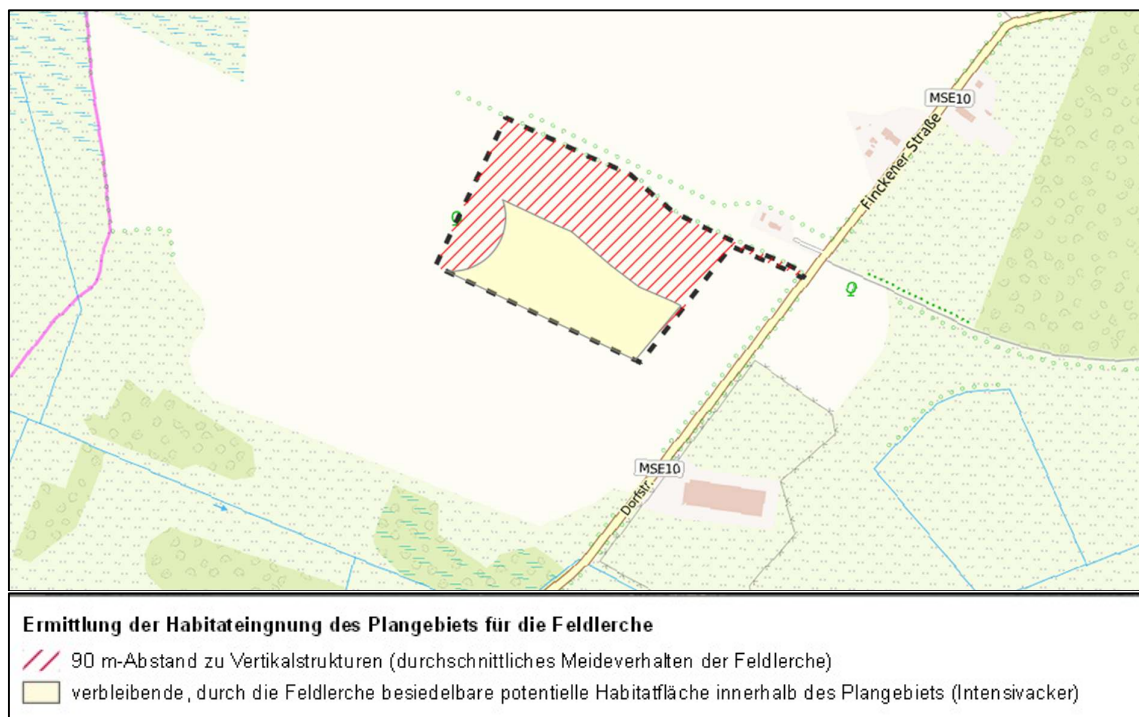 MSE10
Finckener Straße
MSE10
Dorfstr.
Ermittlung der Habitateingnung des Plangebiets für die Feldlerche
90 m-Abstand zu Vertikalstrukturen (durchschnittliches Meideverhalten der Feldlerche)
verbleibende, durch die Feldlerche besiedelbare potentielle Habitatfläche innerhalb des Plangebiets (Intensivacker)